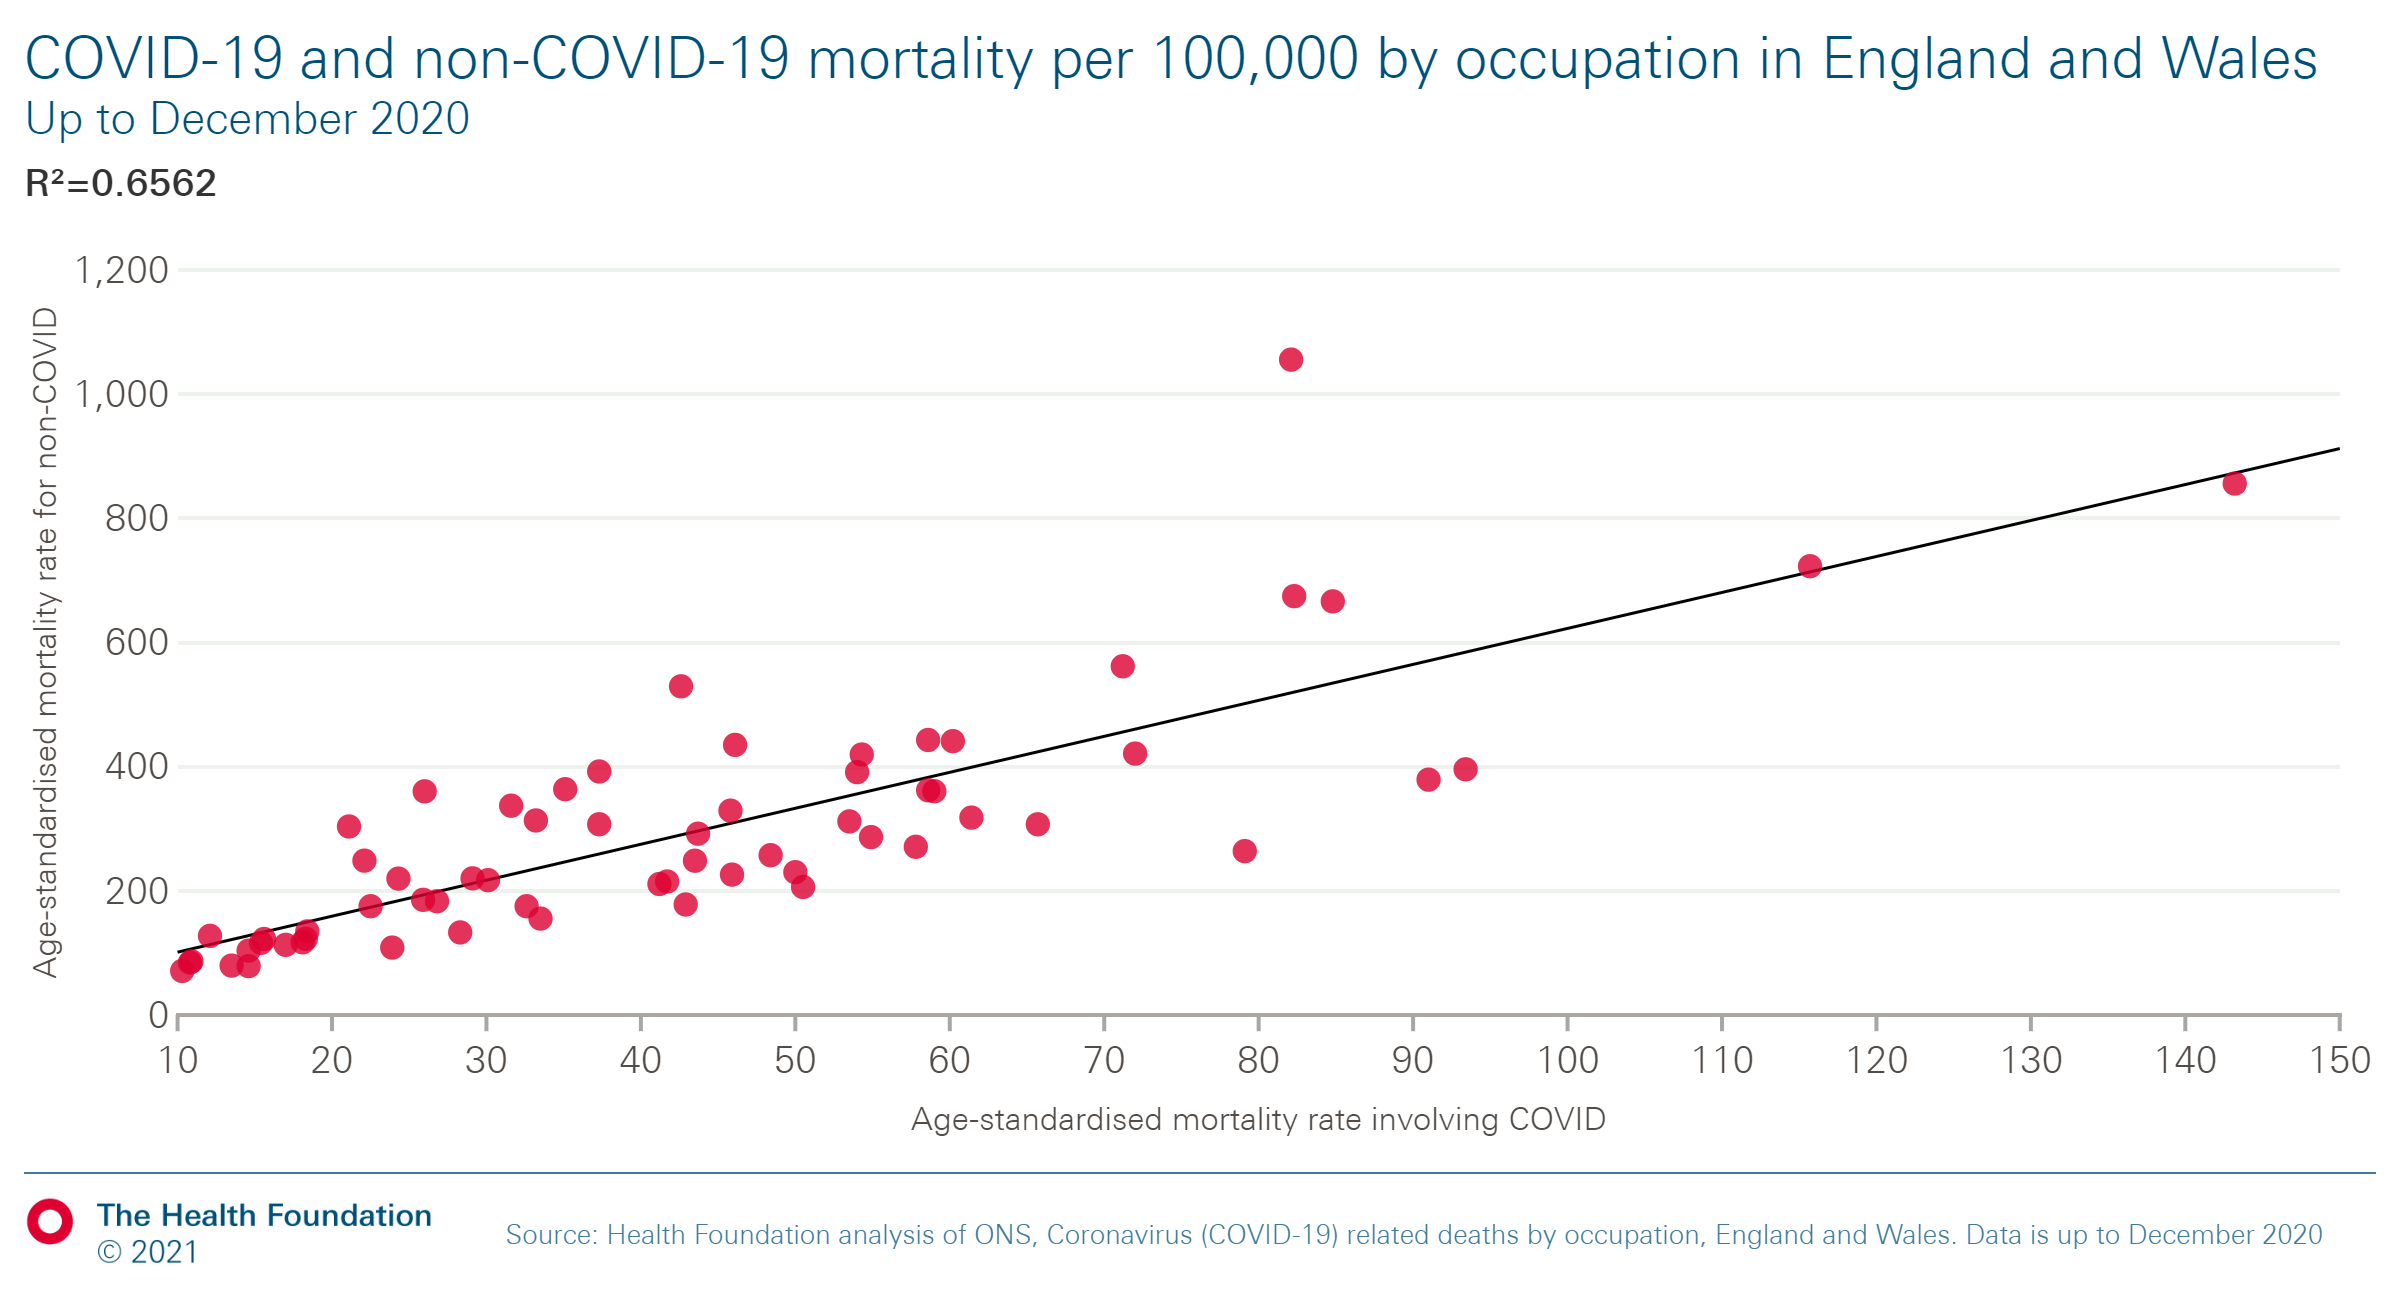 COVID-19 and non-COVID-19 mortality per 100,000 by occupation in England and Wales
Up to December 2020
R²=0.6562
Age-standardised mortality rate for non-COVID
1,200
1,000
800
600
400
200
0
10 20 30 40 50 60 70 80 90 100 110 120 130 140 150
Age-standardised mortality rate involving COVID
The Health Foundation
© 2021
Source: Health Foundation analysis of ONS, Coronavirus (COVID-19) related deaths by occupation, England and Wales. Data is up to December 2020